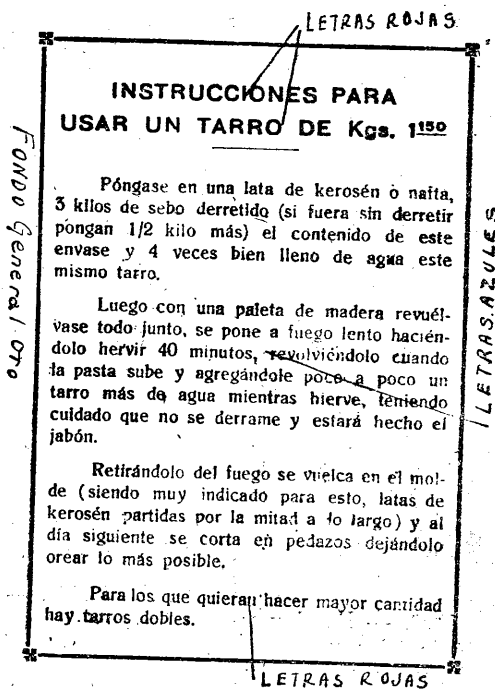 LETRAS ROJAS
INSTRUCCIONES PARA
USAR UN TARRO DE Kgs. 1150
FONDO General oro
LETRAS.AZULES
Póngase en una lata de kerosén ò nafta,
3 kilos de sebo derretido (si fuera sin derretir
pongan 1/2 kilo más) el contenido de este
envase y 4 veces bien lleno de agua este
mismo tarro.
Luego con una paleta de madera revuél-
vase todo junto, se pone a fuego lento hacién-
dolo hervir 40 minutos, revolviéndolo cuando
la pasta sube y agregándole poco a poco un
tarro más de agua mientras hierve, teniendo
cuidado que no se derrame y estará hecho el
jabón.
Retirándolo del fuego se vuelca en el mol-
de (siendo muy indicado para esto, latas de
kerosén partidas por la mitad a lo largo) y al
día siguiente se corta en pedazos dejándolo
orear lo más posible.
Para los que quieran hacer mayor cantidad
hay tarros dobles.
LETRAS ROJAS